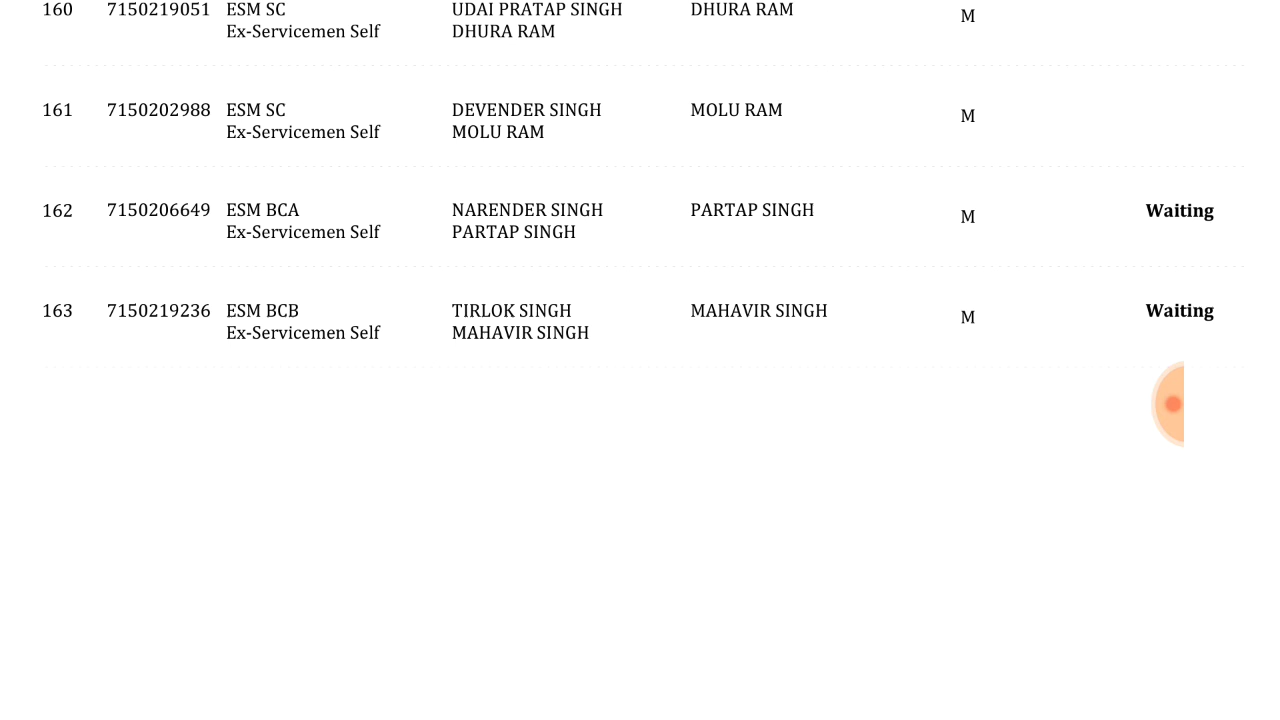 160 7150219051 ESM SC UDAI PRATAP SINGH DHURA RAM M
Ex-Servicemen Self DHURA RAM
161 7150202988 ESM SC DEVENDER SINGH MOLU RAM M
Ex-Servicemen Self MOLU RAM
162 7150206649 ESM BCA NARENDER SINGH PARTAP SINGH M Waiting
Ex-Servicemen Self PARTAP SINGH
163 7150219236 ESM BCB TIRLOK SINGH MAHAVIR SINGH M Waiting
Ex-Servicemen Self MAHAVIR SINGH